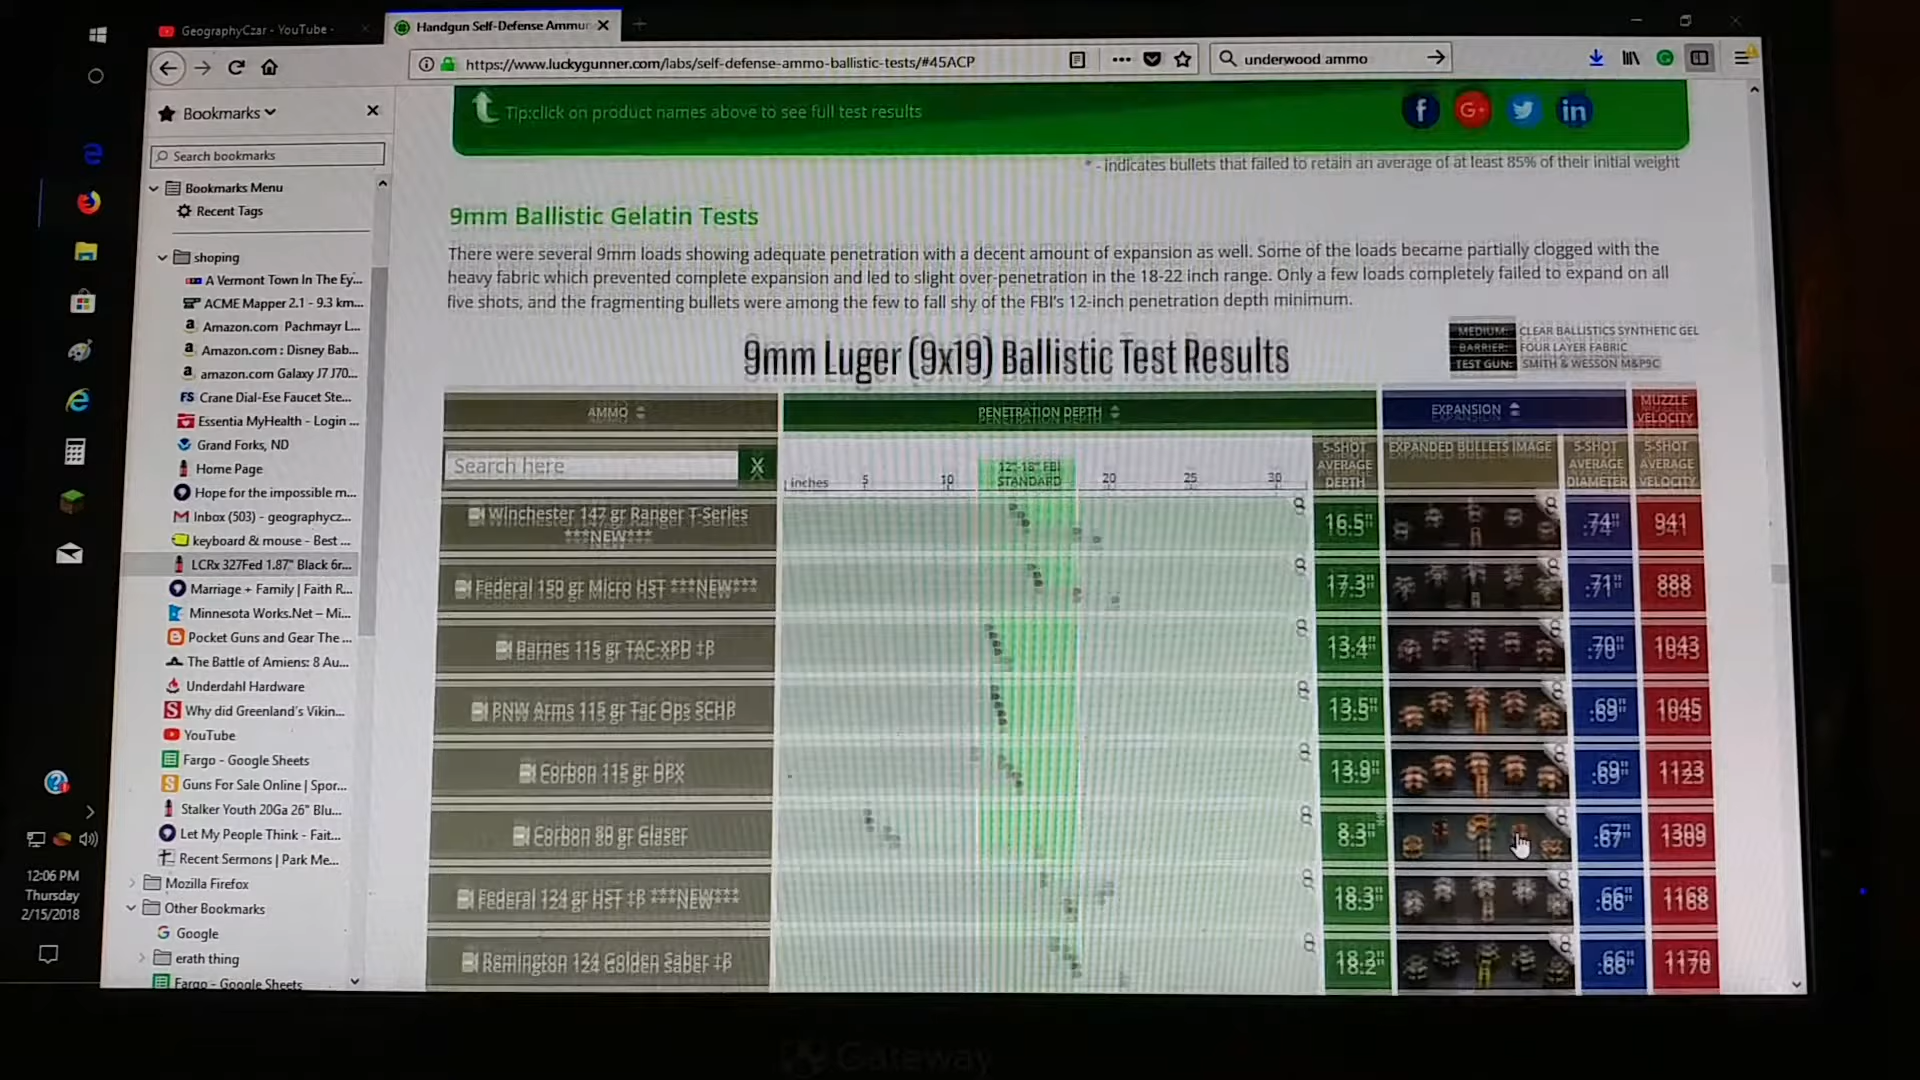 GeographyCzar - YouTube -
Handgun Self-Defense Ammu
https://www.luckygunner.com/labs/self-defense-ammo-ballistic-tests/#45ACP
underwood ammo
Bookmarks
Search bookmarks
Bookmarks Menu
Recent Tags
shoping
A Vermont Town In The Ey...
ACME Mapper 2.1 - 9.3 km...
Amazon.com Pachmayr L...
Amazon.com : Disney Bab...
amazon.com Galaxy J7 J70...
FS Crane Dial-Ese Faucet Ste...
Essentia MyHealth - Login ...
Grand Forks, ND
Home Page
Hope for the impossible m...
Inbox (503) - geographycz...
keyboard & mouse - Best ...
LCRx 327Fed 1.87" Black 6r...
Marriage + Family | Faith R...
Minnesota Works.Net – Mi...
Pocket Guns and Gear The ...
The Battle of Amiens: 8 Au...
Underdahl Hardware
Why did Greenland's Vikin...
YouTube
Fargo - Google Sheets
Guns For Sale Online | Spor...
Stalker Youth 20Ga 26" Blu...
Let My People Think - Fait...
Recent Sermons | Park Me...
Mozilla Firefox
Other Bookmarks
Google
erath thing
Fargo - Google Sheets
12:06 PM
Thursday
2/15/2018
Tip:click on product names above to see full test results
f G+ in
* - indicates bullets that failed to retain an average of at least 85% of their initial weight
9mm Ballistic Gelatin Tests
There were several 9mm loads showing adequate penetration with a decent amount of expansion as well. Some of the loads became partially clogged with the
heavy fabric which prevented complete expansion and led to slight over-penetration in the 18-22 inch range. Only a few loads completely failed to expand on all
five shots, and the fragmenting bullets were among the few to fall shy of the FBI's 12-inch penetration depth minimum.
9mm Luger (9x19) Ballistic Test Results
MEDIUM: CLEAR BALLISTICS SYNTHETIC GEL
BARRIER: FOUR LAYER FABRIC
TEST GUN: SMITH & WESSON M&P9C
AMMO PENETRATION DEPTH EXPANSION MUZZLE VELOCITY
Search here X
inches 5 10 12"-18" FBI STANDARD 20 25 30
5-SHOT AVERAGE DEPTH EXPANDED BULLETS IMAGE 5-SHOT AVERAGE DIAMETER 5-SHOT AVERAGE VELOCITY
Winchester 147 gr Ranger T-Series ***NEW*** 16.5" .74" 941
Federal 150 gr Micro HST ***NEW*** 17.3" .71" 888
Barnes 115 gr TAC-XPD +P 13.4" .70" 1043
PNW Arms 115 gr Tac Ops SCHP 13.5" .69" 1045
Corbon 115 gr DPX 13.9" .69" 1123
Corbon 80 gr Glaser 8.3" .67" 1309
Federal 124 gr HST +P ***NEW*** 18.3" .66" 1168
Remington 124 Golden Saber +P 18.2" .66" 1170
Gateway